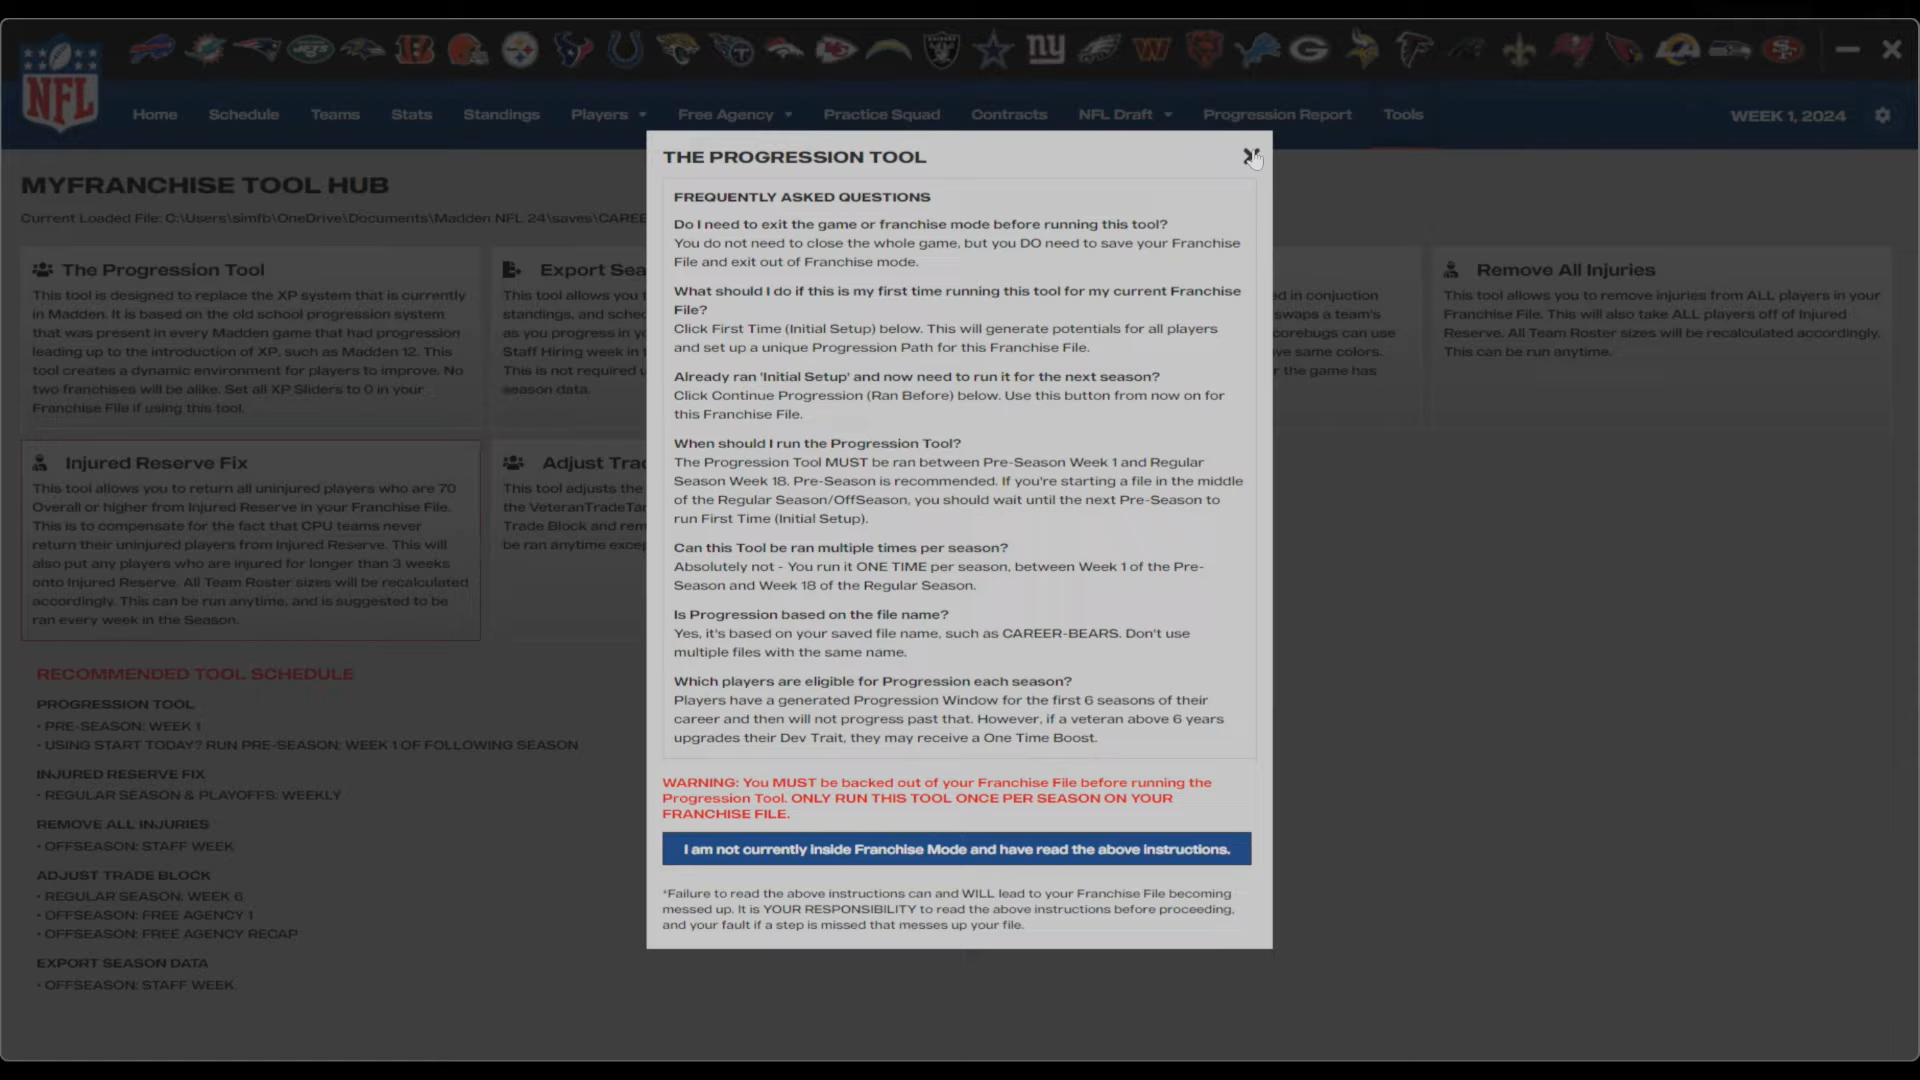 NFL
Home
Schedule
Teams
Stats
Standings
Players
Free Agency
Practice Squad
Contracts
NFL Draft
Progression Report
Tools
WEEK 1, 2024
MYFRANCHISE TOOL HUB
Current Loaded File: C:\Users\simfb\OneDrive\Documents\Madden NFL 24\saves\CAREE
The Progression Tool
This tool is designed to replace the XP system that is currently
in Madden. It is based on the old school progression system
that was present in every Madden game that had progression
leading up to the introduction of XP, such as Madden 12. This
tool creates a dynamic environment for players to improve. No
two franchises will be alike. Set all XP Sliders to 0 in your
Franchise File if using this tool.
Export Sea
This tool allows you t
standings, and sched
as you progress in yo
Staff Hiring week in t
This is not required u
season data.
d in conjuction
swaps a team's
corebugs can use
ve same colors.
r the game has
Remove All Injuries
This tool allows you to remove injuries from ALL players in your
Franchise File. This will also take ALL players off of Injured
Reserve. All Team Roster sizes will be recalculated accordingly.
This can be run anytime.
Injured Reserve Fix
This tool allows you to return all uninjured players who are 70
Overall or higher from Injured Reserve in your Franchise File.
This is to compensate for the fact that CPU teams never
return their uninjured players from Injured Reserve. This will
also put any players who are injured for longer than 3 weeks
onto Injured Reserve. All Team Roster sizes will be recalculated
accordingly. This can be run anytime, and is suggested to be
ran every week in the Season.
Adjust Trad
This tool adjusts the
the VeteranTradeTar
Trade Block and rem
be ran anytime excep
RECOMMENDED TOOL SCHEDULE
PROGRESSION TOOL
• PRE-SEASON: WEEK 1
• USING START TODAY? RUN PRE-SEASON: WEEK 1 OF FOLLOWING SEASON
INJURED RESERVE FIX
• REGULAR SEASON & PLAYOFFS: WEEKLY
REMOVE ALL INJURIES
• OFFSEASON: STAFF WEEK
ADJUST TRADE BLOCK
• REGULAR SEASON: WEEK 6
• OFFSEASON: FREE AGENCY 1
• OFFSEASON: FREE AGENCY RECAP
EXPORT SEASON DATA
• OFFSEASON: STAFF WEEK
THE PROGRESSION TOOL
FREQUENTLY ASKED QUESTIONS
Do I need to exit the game or franchise mode before running this tool?
You do not need to close the whole game, but you DO need to save your Franchise
File and exit out of Franchise mode.
What should I do if this is my first time running this tool for my current Franchise
File?
Click First Time (Initial Setup) below. This will generate potentials for all players
and set up a unique Progression Path for this Franchise File.
Already ran 'Initial Setup' and now need to run it for the next season?
Click Continue Progression (Ran Before) below. Use this button from now on for
this Franchise File.
When should I run the Progression Tool?
The Progression Tool MUST be ran between Pre-Season Week 1 and Regular
Season Week 18. Pre-Season is recommended. If you're starting a file in the middle
of the Regular Season/OffSeason, you should wait until the next Pre-Season to
run First Time (Initial Setup).
Can this Tool be ran multiple times per season?
Absolutely not - You run it ONE TIME per season, between Week 1 of the Pre-
Season and Week 18 of the Regular Season.
Is Progression based on the file name?
Yes, it's based on your saved file name, such as CAREER-BEARS. Don't use
multiple files with the same name.
Which players are eligible for Progression each season?
Players have a generated Progression Window for the first 6 seasons of their
career and then will not progress past that. However, if a veteran above 6 years
upgrades their Dev Trait, they may receive a One Time Boost.
WARNING: You MUST be backed out of your Franchise File before running the
Progression Tool. ONLY RUN THIS TOOL ONCE PER SEASON ON YOUR
FRANCHISE FILE.
I am not currently inside Franchise Mode and have read the above instructions.
*Failure to read the above instructions can and WILL lead to your Franchise File becoming
messed up. It is YOUR RESPONSIBILITY to read the above instructions before proceeding,
and your fault if a step is missed that messes up your file.